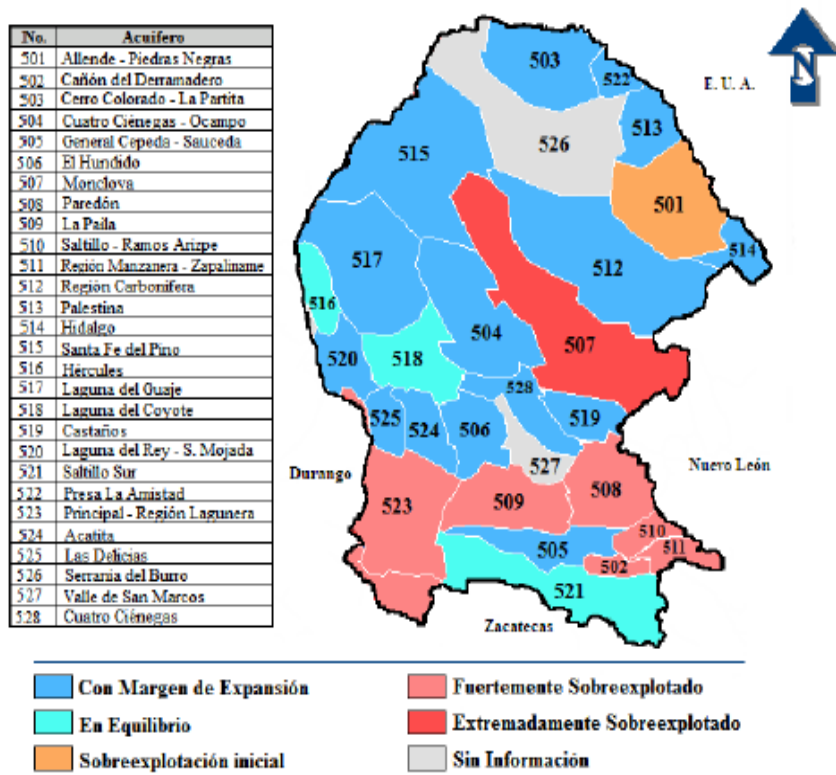 No. Acuifero
501 Allende - Piedras Negras
502 Cañón del Derramadero
503 Cerro Colorado - La Partita
504 Cuatro Ciénegas - Ocampo
505 General Cepeda - Sauceda
506 El Hundido
507 Monclova
508 Paredón
509 La Paila
510 Saltillo - Ramos Arizpe
511 Región Manzanera - Zapaliname
512 Región Carbonifera
513 Palestina
514 Hidalgo
515 Santa Fe del Pino
516 Hércules
517 Laguna del Guaje
518 Laguna del Coyote
519 Castaños
520 Laguna del Rey - S. Mojada
521 Saltillo Sur
522 Presa La Amistad
523 Principal - Región Lagunera
524 Acatita
525 Las Delicias
526 Serrania del Burro
527 Valle de San Marcos
528 Cuatro Ciénegas
N
E. U. A.
503
522
513
526
515
501
514
512
517
516
504
507
520
518
528
519
525
524
506
527
Durango
Nuevo León
523
509
508
510
511
505
502
521
Zacatecas
Con Margen de Expansión
Fuertemente Sobreexplotado
En Equilibrio
Extremadamente Sobreexplotado
Sobreexplotación inicial
Sin Información